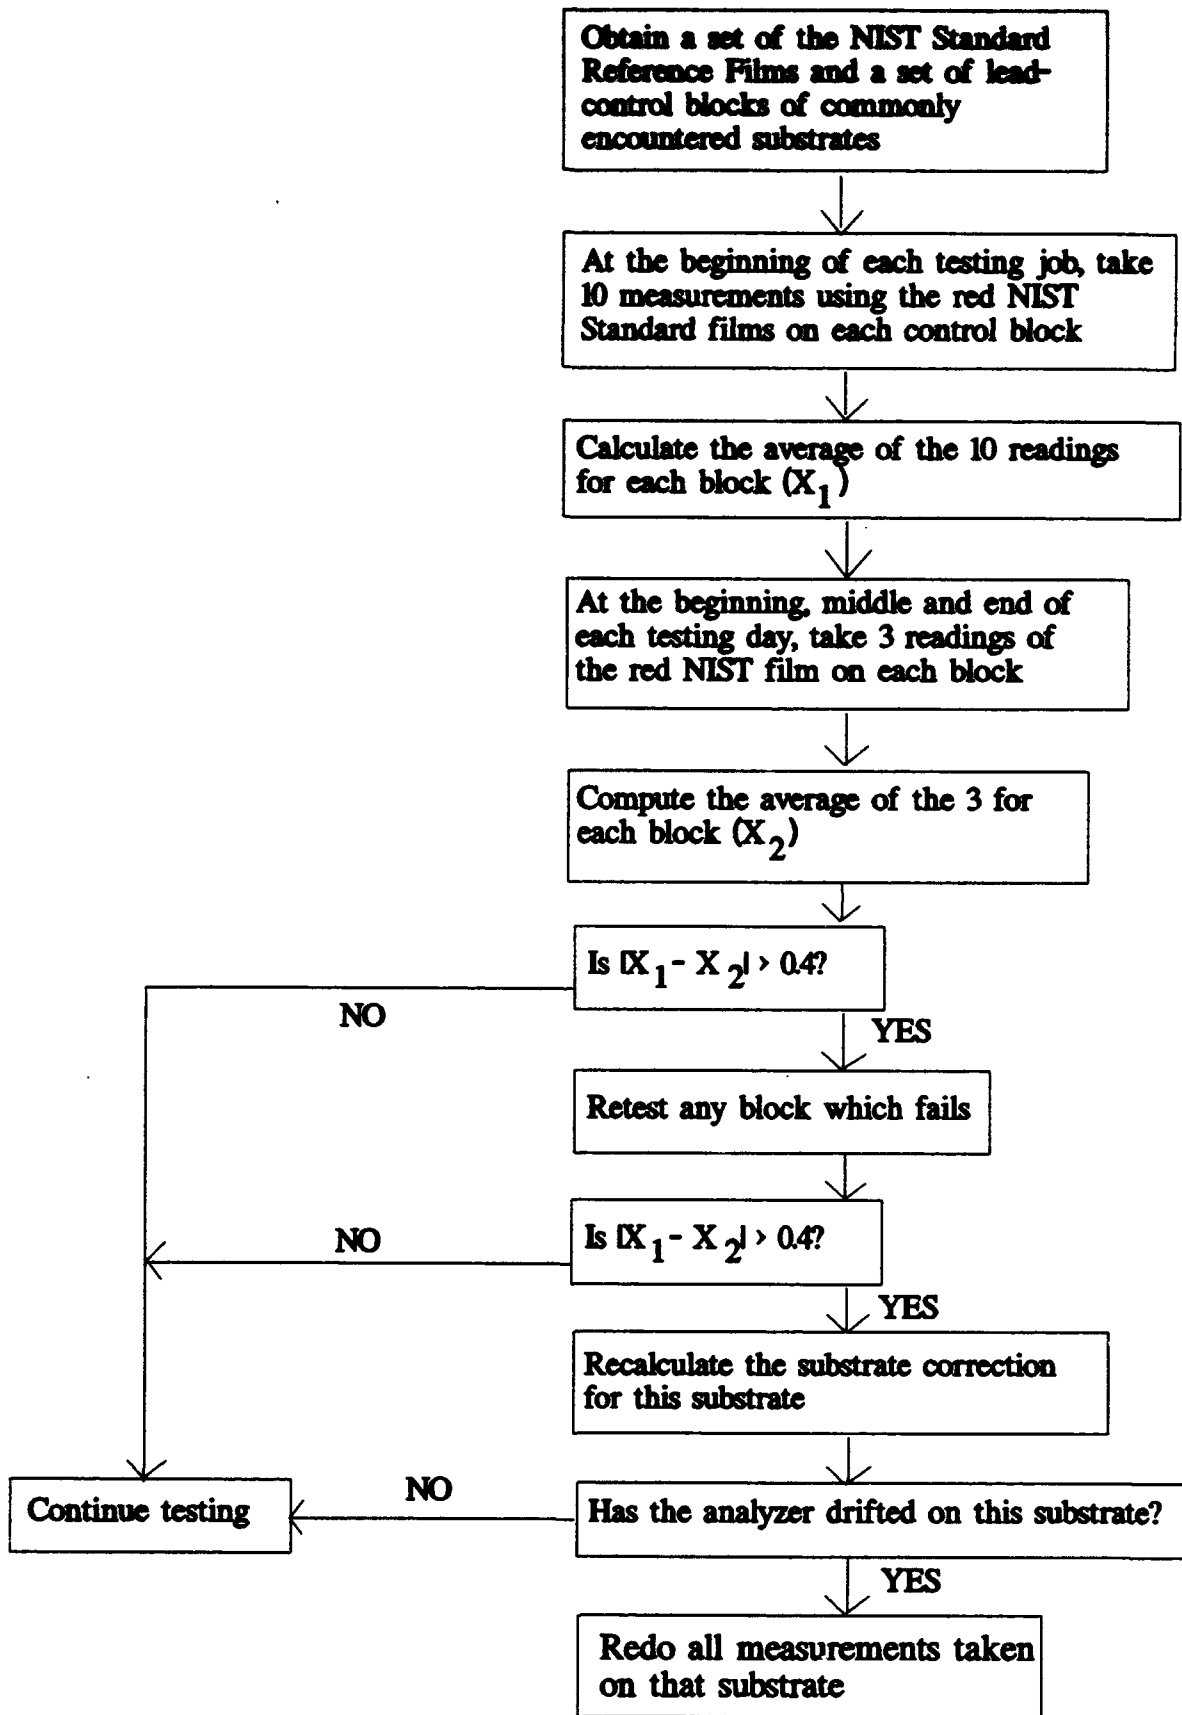 Obtain a set of the NIST Standard
Reference Films and a set of lead-
control blocks of commonly
encountered substrates
At the beginning of each testing job, take
10 measurements using the red NIST
Standard films on each control block
Calculate the average of the 10 readings
for each block (X1)
At the beginning, middle and end of
each testing day, take 3 readings of
the red NIST film on each block
Compute the average of the 3 for
each block (X2)
Is |X1 - X2| > 0.4?
NO
YES
Retest any block which fails
Is |X1 - X2| > 0.4?
NO
YES
Recalculate the substrate correction
for this substrate
Has the analyzer drifted on this substrate?
NO
Continue testing
YES
Redo all measurements taken
on that substrate